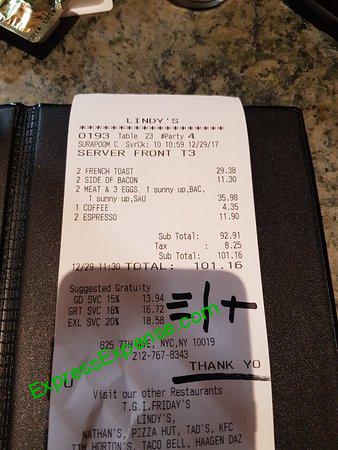 LINDY'S
************************
0193 Table 23 #Party 4
SURAPOOM C SvrCk: 10 10:59 12/29/17
SERVER FRONT T3
2 FRENCH TOAST 29.38
2 SIDE OF BACON 11.30
2 MEAT & 3 EGGS, 1 sunny up,BAC,
1 sunny up,SAU 35.98
1 COFFEE 4.35
2 ESPRESSO 11.90
Sub Total: 92.91
Tax : 8.25
Sub Total: 101.16
12/29 11:30 TOTAL: 101.16
Suggested Gratuity
GD SVC 15% 13.94
GRT SVC 18% 16.72
EXL SVC 20% 18.58
825 7TH AVE, NYC,NY 10019
212-767-8343
THANK YO
Visit our other Restaurants
T.G.I.FRIDAY'S
LINDY'S,
NATHAN'S, PIZZA HUT, TAD'S, KFC
TIM HORTON'S, TACO BELL, HAAGEN DAZ
ExpressExpense.com